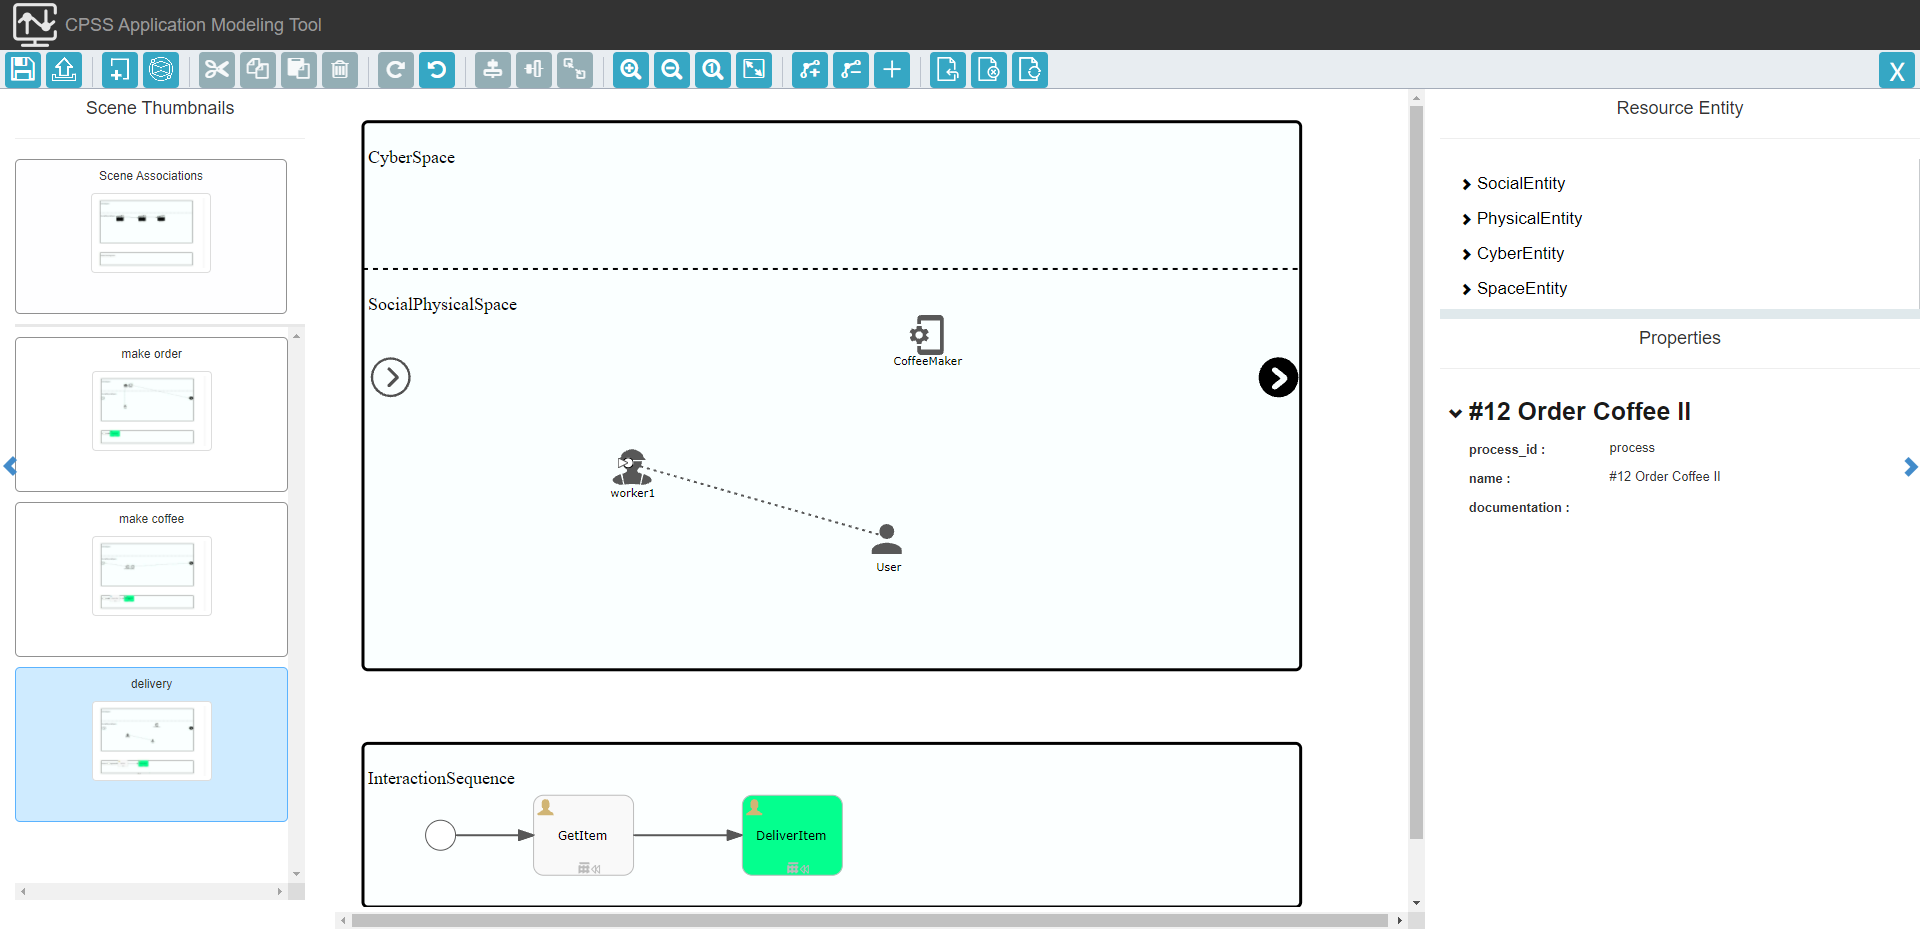 CPSS Application Modeling Tool
X
Scene Thumbnails
Scene Associations
make order
make coffee
delivery
CyberSpace
SocialPhysicalSpace
CoffeeMaker
worker1
User
InteractionSequence
GetItem
DeliverItem
Resource Entity
SocialEntity
PhysicalEntity
CyberEntity
SpaceEntity
Properties
#12 Order Coffee II
process_id : process
name : #12 Order Coffee II
documentation :